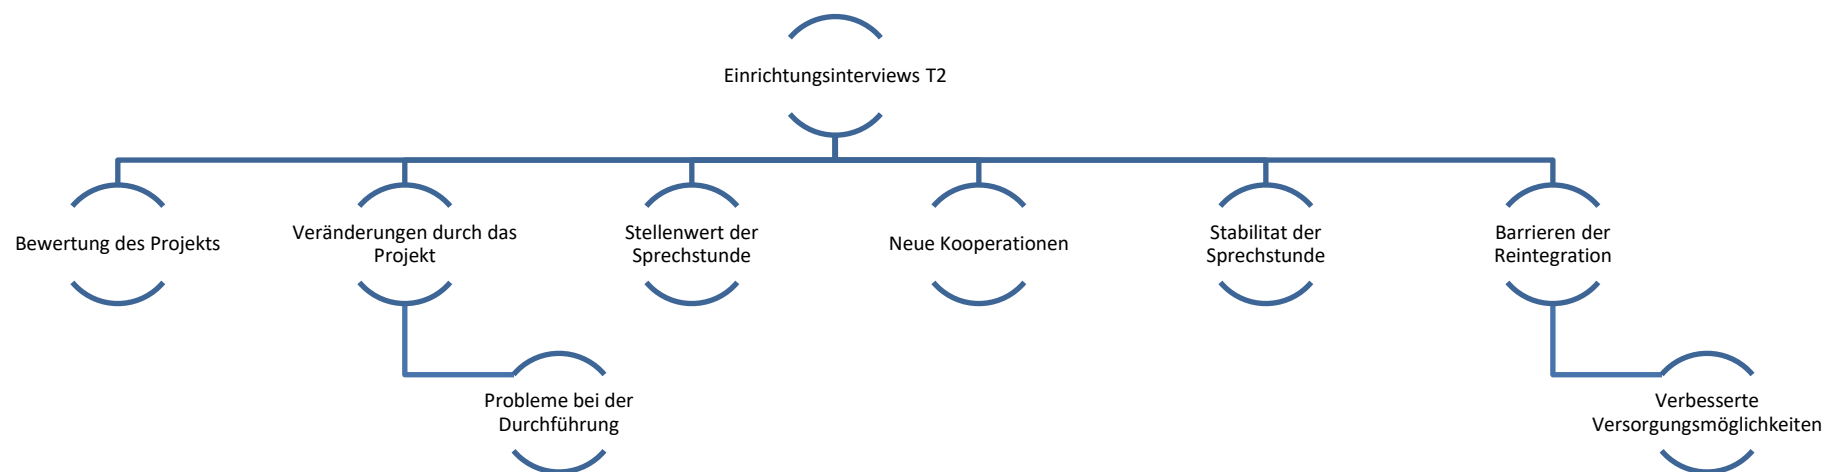 Einrichtungsinterviews T2
Bewertung des Projekts
Veränderungen durch das
Projekt
Stellenwert der
Sprechstunde
Neue Kooperationen
Stabilitat der
Sprechstunde
Barrieren der
Reintegration
Probleme bei der
Durchführung
Verbesserte
Versorgungsmöglichkeiten